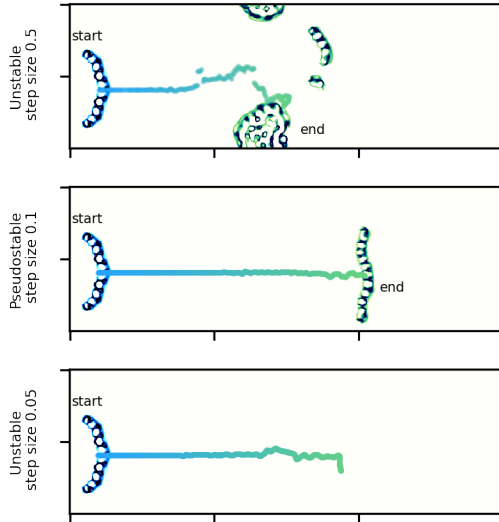 Unstable
step size 0.5
start
end
Pseudostable
step size 0.1
start
end
Unstable
step size 0.05
start